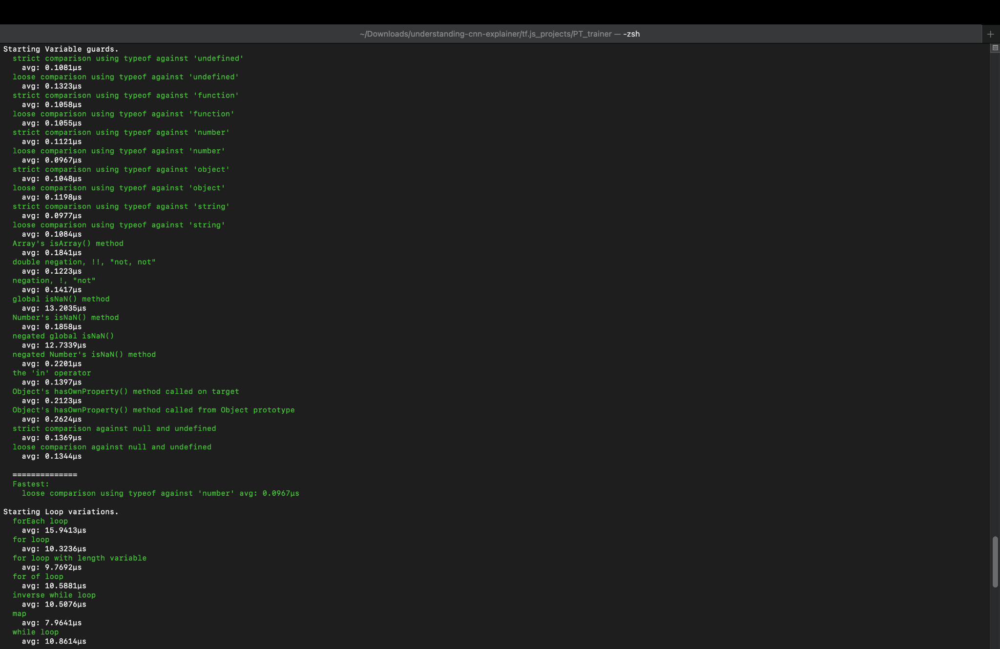 ~/Downloads/understanding-cnn-explainer/tf.js_projects/PT_trainer — -zsh
Starting Variable guards.
strict comparison using typeof against 'undefined'
avg: 0.1081µs
loose comparison using typeof against 'undefined'
avg: 0.1323µs
strict comparison using typeof against 'function'
avg: 0.1058µs
loose comparison using typeof against 'function'
avg: 0.1055µs
strict comparison using typeof against 'number'
avg: 0.1121µs
loose comparison using typeof against 'number'
avg: 0.0967µs
strict comparison using typeof against 'object'
avg: 0.1048µs
loose comparison using typeof against 'object'
avg: 0.1198µs
strict comparison using typeof against 'string'
avg: 0.0977µs
loose comparison using typeof against 'string'
avg: 0.1084µs
Array's isArray() method
avg: 0.1841µs
double negation, !!, "not, not"
avg: 0.1223µs
negation, !, "not"
avg: 0.1417µs
global isNaN() method
avg: 13.2035µs
Number's isNaN() method
avg: 0.1858µs
negated global isNaN()
avg: 12.7339µs
negated Number's isNaN() method
avg: 0.2201µs
the 'in' operator
avg: 0.1397µs
Object's hasOwnProperty() method called on target
avg: 0.2123µs
Object's hasOwnProperty() method called from Object prototype
avg: 0.2624µs
strict comparison against null and undefined
avg: 0.1369µs
loose comparison against null and undefined
avg: 0.1344µs
==============
Fastest:
loose comparison using typeof against 'number' avg: 0.0967µs
Starting Loop variations.
forEach loop
avg: 15.9413µs
for loop
avg: 10.3236µs
for loop with length variable
avg: 9.7692µs
for of loop
avg: 10.5881µs
inverse while loop
avg: 10.5076µs
map
avg: 7.9641µs
while loop
avg: 10.8614µs